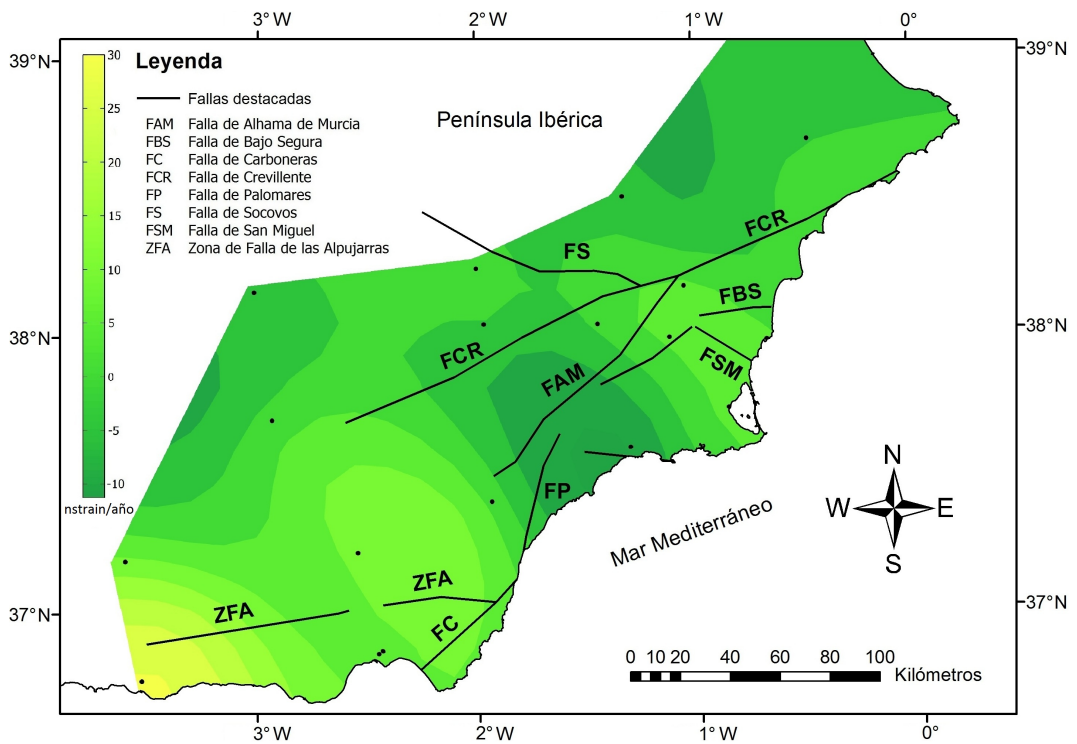 3° W 2° W 1° W 0°
39° N
39° N
30
25
20
15
10
5
0
-5
-10
nstrain/año
Leyenda
Fallas destacadas
FAM Falla de Alhama de Murcia
FBS Falla de Bajo Segura
FC Falla de Carboneras
FCR Falla de Crevillente
FP Falla de Palomares
FS Falla de Socovos
FSM Falla de San Miguel
ZFA Zona de Falla de las Alpujarras
Península Ibérica
FCR
FS
FBS
38° N
38° N
FCR
FAM
FSM
FP
N
W E
S
Mar Mediterráneo
ZFA
ZFA
FC
37° N
37° N
0 10 20 40 60 80 100
Kilómetros
3° W 2° W 1° W 0°